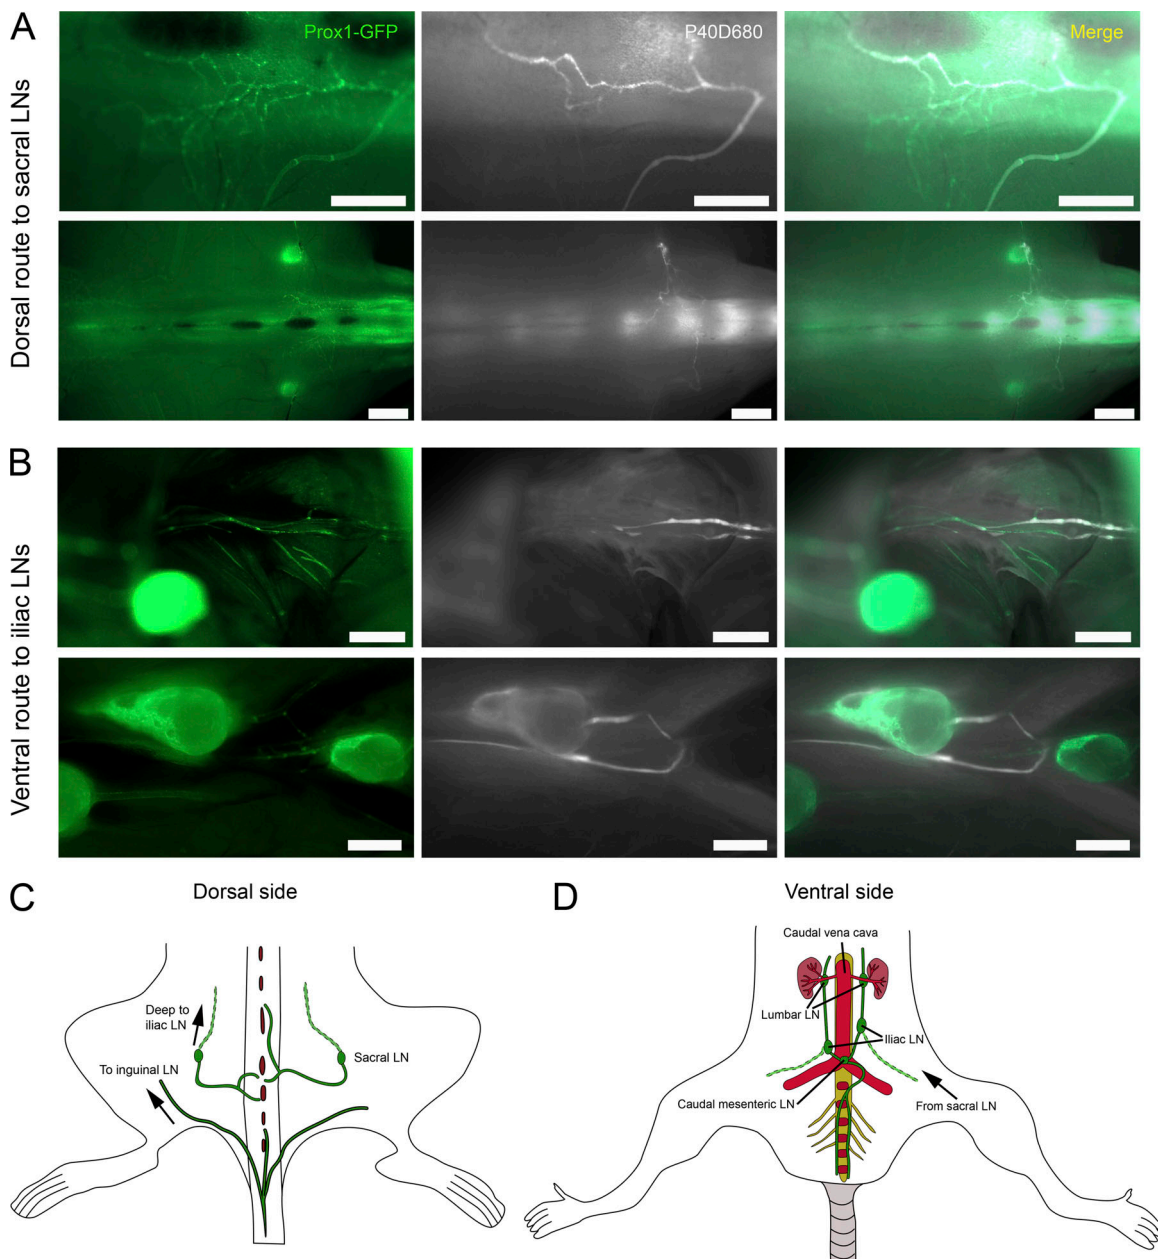 A
Dorsal route to sacral LNs
Prox1-GFP
P40D680
Merge
B
Ventral route to iliac LNs
C
Dorsal side
Deep to
iliac LN
To inguinal LN
Sacral LN
D
Ventral side
Caudal vena cava
Lumbar LN
Iliac LN
Caudal mesenteric LN
From sacral LN